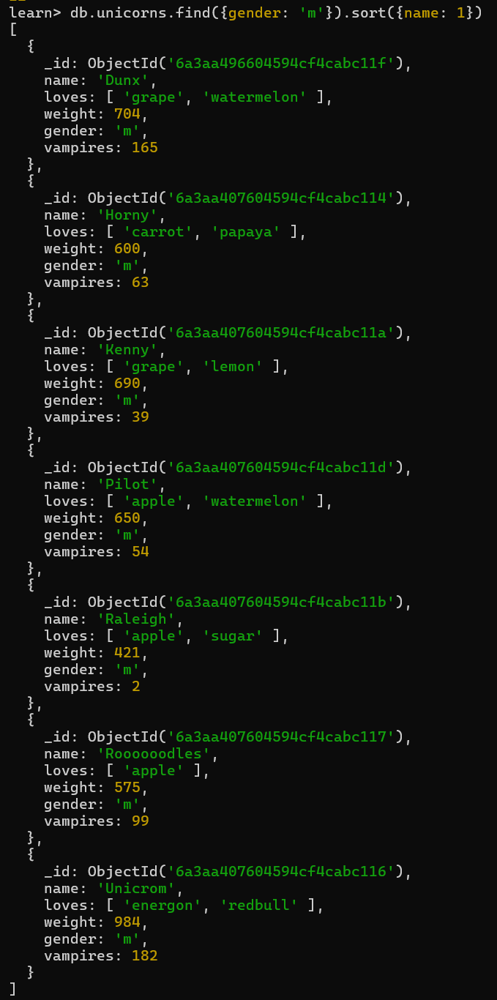 learn> db.unicorns.find({gender: 'm'}).sort({name: 1})
[
  {
    _id: ObjectId('6a3aa496604594cf4cabc11f'),
    name: 'Dunx',
    loves: [ 'grape', 'watermelon' ],
    weight: 704,
    gender: 'm',
    vampires: 165
  },
  {
    _id: ObjectId('6a3aa407604594cf4cabc114'),
    name: 'Horny',
    loves: [ 'carrot', 'papaya' ],
    weight: 600,
    gender: 'm',
    vampires: 63
  },
  {
    _id: ObjectId('6a3aa407604594cf4cabc11a'),
    name: 'Kenny',
    loves: [ 'grape', 'lemon' ],
    weight: 690,
    gender: 'm',
    vampires: 39
  },
  {
    _id: ObjectId('6a3aa407604594cf4cabc11d'),
    name: 'Pilot',
    loves: [ 'apple', 'watermelon' ],
    weight: 650,
    gender: 'm',
    vampires: 54
  },
  {
    _id: ObjectId('6a3aa407604594cf4cabc11b'),
    name: 'Raleigh',
    loves: [ 'apple', 'sugar' ],
    weight: 421,
    gender: 'm',
    vampires: 2
  },
  {
    _id: ObjectId('6a3aa407604594cf4cabc117'),
    name: 'Roooooodles',
    loves: [ 'apple' ],
    weight: 575,
    gender: 'm',
    vampires: 99
  },
  {
    _id: ObjectId('6a3aa407604594cf4cabc116'),
    name: 'Unicrom',
    loves: [ 'energon', 'redbull' ],
    weight: 984,
    gender: 'm',
    vampires: 182
  }
]